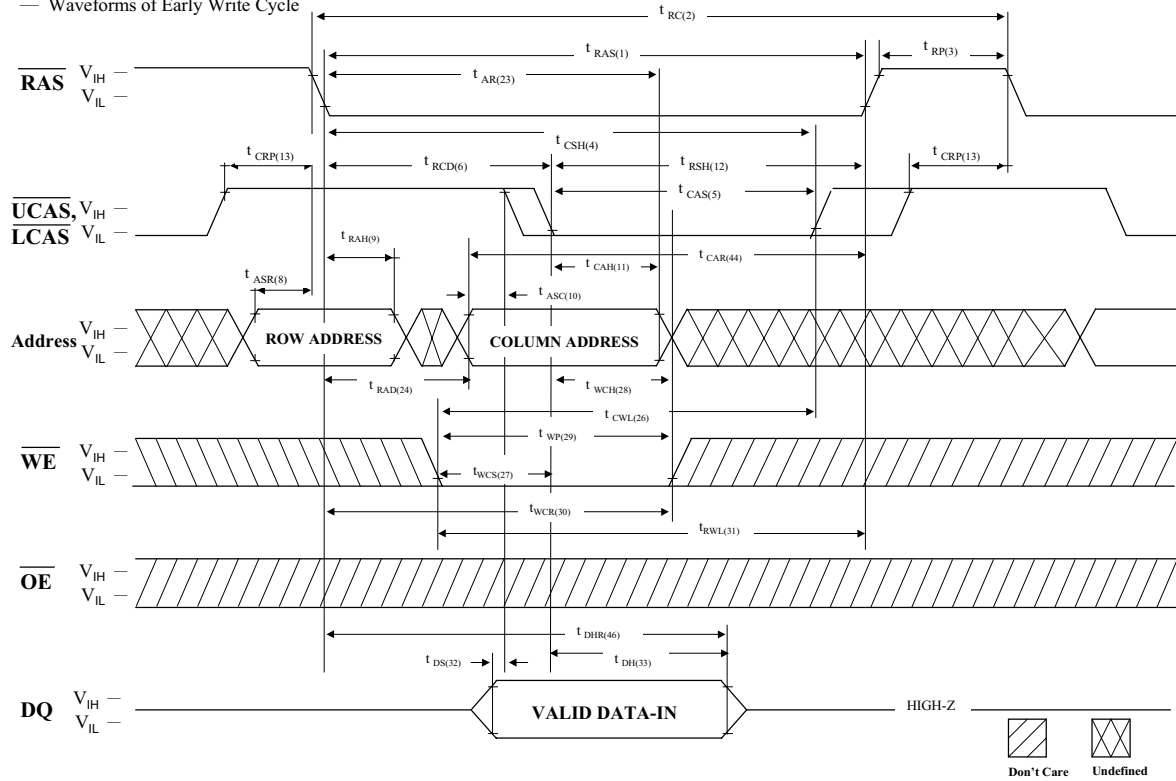 — Waveforms of Early Write Cycle
t RC(2)
t RAS(1)
t RP(3)
t AR(23)
RAS
V IH —
V IL —
t CSH(4)
t CRP(13)
t RCD(6)
t RSH(12)
t CRP(13)
t CAS(5)
UCAS, V IH —
LCAS V IL —
t RAH(9)
t CAR(44)
t CAH(11)
t ASR(8)
t ASC(10)
Address
V IH —
V IL —
ROW ADDRESS
COLUMN ADDRESS
t RAD(24)
t WCH(28)
t CWL(26)
t WP(29)
WE
V IH —
V IL —
t WCS(27)
t WCR(30)
t RWL(31)
OE
V IH —
V IL —
t DHR(46)
t DS(32)
t DH(33)
DQ
V IH —
V IL —
VALID DATA-IN
HIGH-Z
Don't Care
Undefined